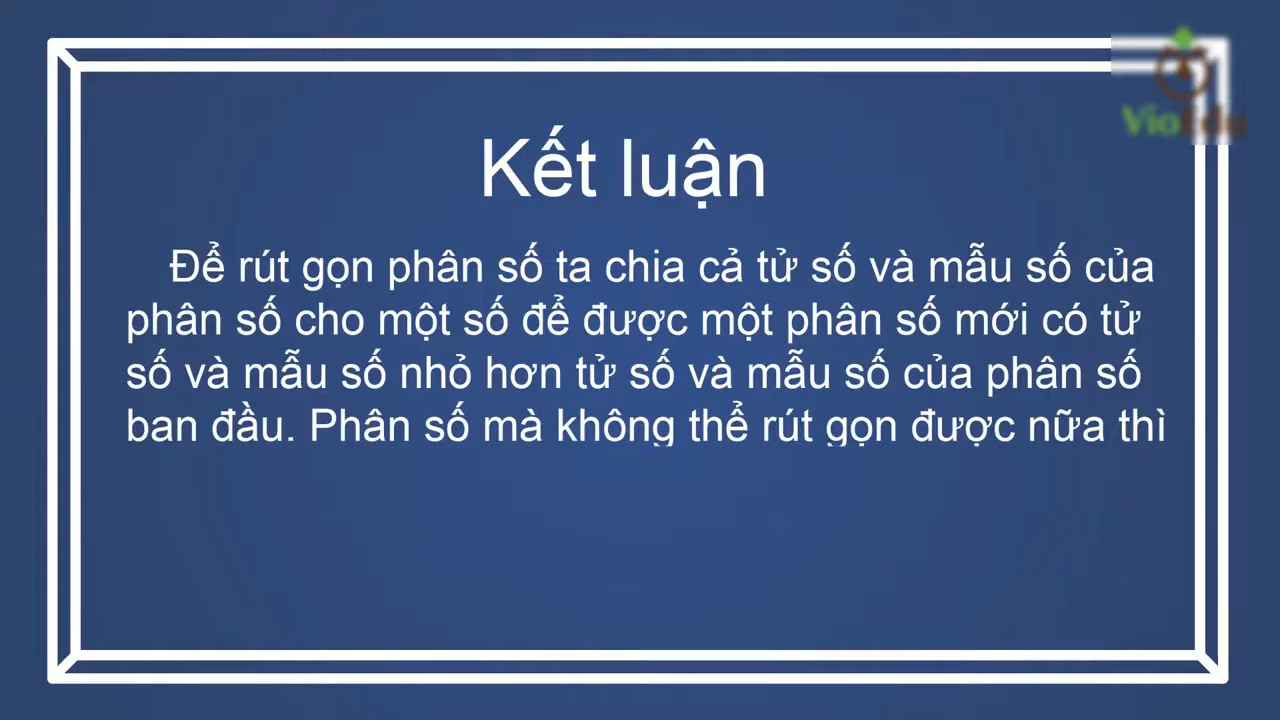 VioEdu
Kết luận
Để rút gọn phân số ta chia cả tử số và mẫu số của
phân số cho một số để được một phân số mới có tử
số và mẫu số nhỏ hơn tử số và mẫu số của phân số
ban đầu. Phân số mà không thể rút gọn được nữa thì